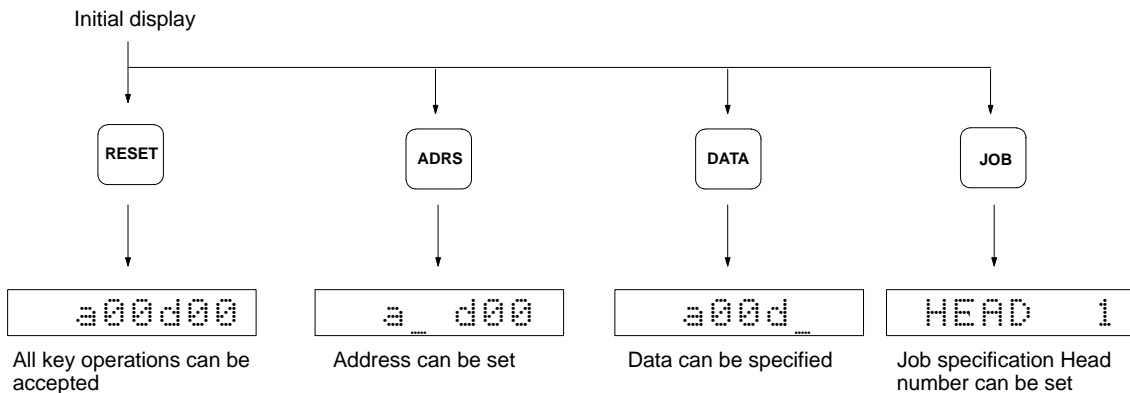 Initial display
RESET
ADRS
DATA
JOB
a00d00
a_ d00
a00d_
HEAD 1
All key operations can be
accepted
Address can be set
Data can be specified
Job specification Head
number can be set